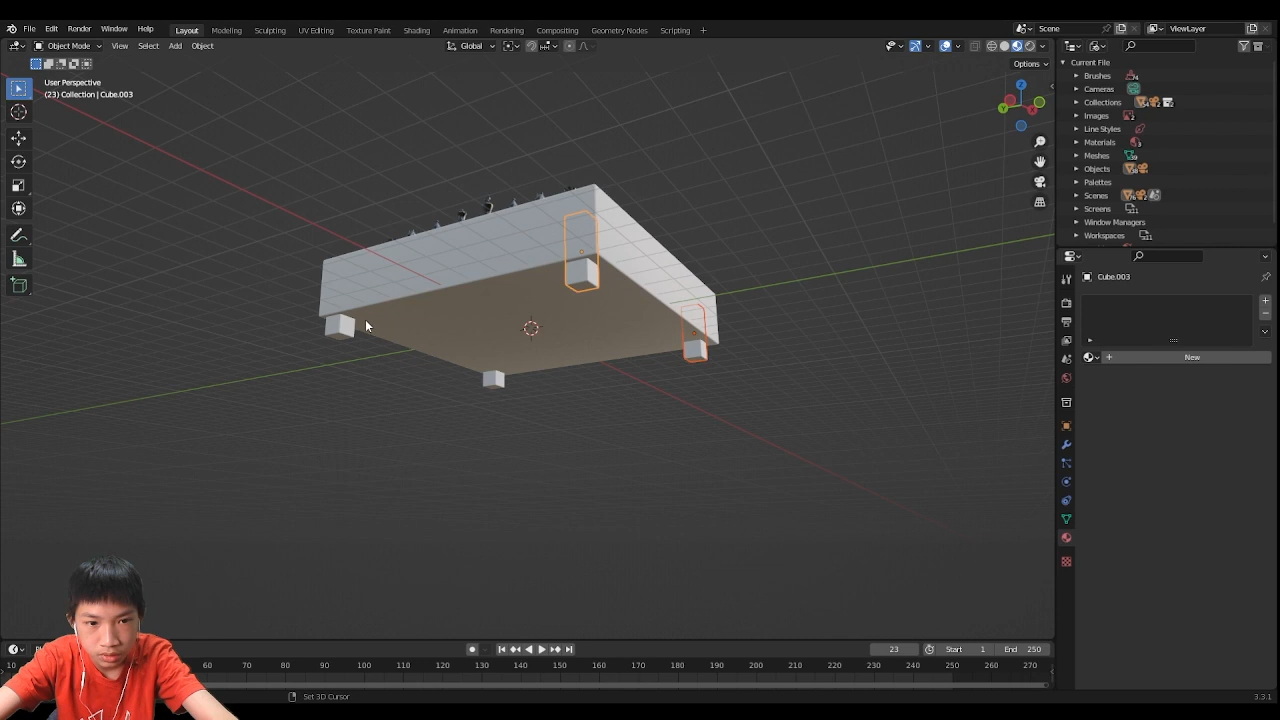 File Edit Render Window Help Layout Modeling Sculpting UV Editing Texture Paint Shading Animation Rendering Compositing Geometry Nodes Scripting + Scene ViewLayer
Object Mode View Select Add Object Global
Options
User Perspective
(23) Collection | Cube.003
Z
Y
X
Current File
Brushes
Cameras
Collections
Images
Line Styles
Materials
Meshes
Objects
Palettes
Scenes
Screens
Window Managers
Workspaces
Cube.003
New
23 Start 1 End 250
10 60 70 80 90 100 110 120 130 140 150 160 170 180 190 200 210 220 230 240 250 260 270
Set 3D Cursor
3.3.1